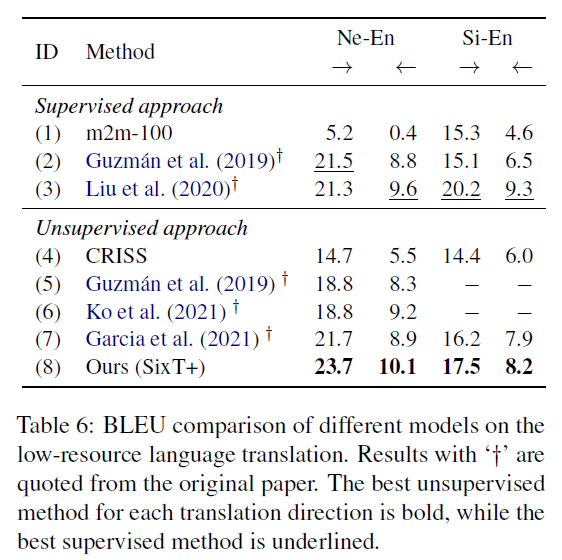 ID Method Ne-En Si-En
→ ← → ←
Supervised approach
(1) m2m-100 5.2 0.4 15.3 4.6
(2) Guzmán et al. (2019)† 21.5 8.8 15.1 6.5
(3) Liu et al. (2020)† 21.3 9.6 20.2 9.3
Unsupervised approach
(4) CRISS 14.7 5.5 14.4 6.0
(5) Guzmán et al. (2019) † 18.8 8.3 – –
(6) Ko et al. (2021) † 18.8 9.2 – –
(7) Garcia et al. (2021) † 21.7 8.9 16.2 7.9
(8) Ours (SixT+) 23.7 10.1 17.5 8.2
Table 6: BLEU comparison of different models on the
low-resource language translation. Results with ‘†’ are
quoted from the original paper. The best unsupervised
method for each translation direction is bold, while the
best supervised method is underlined.